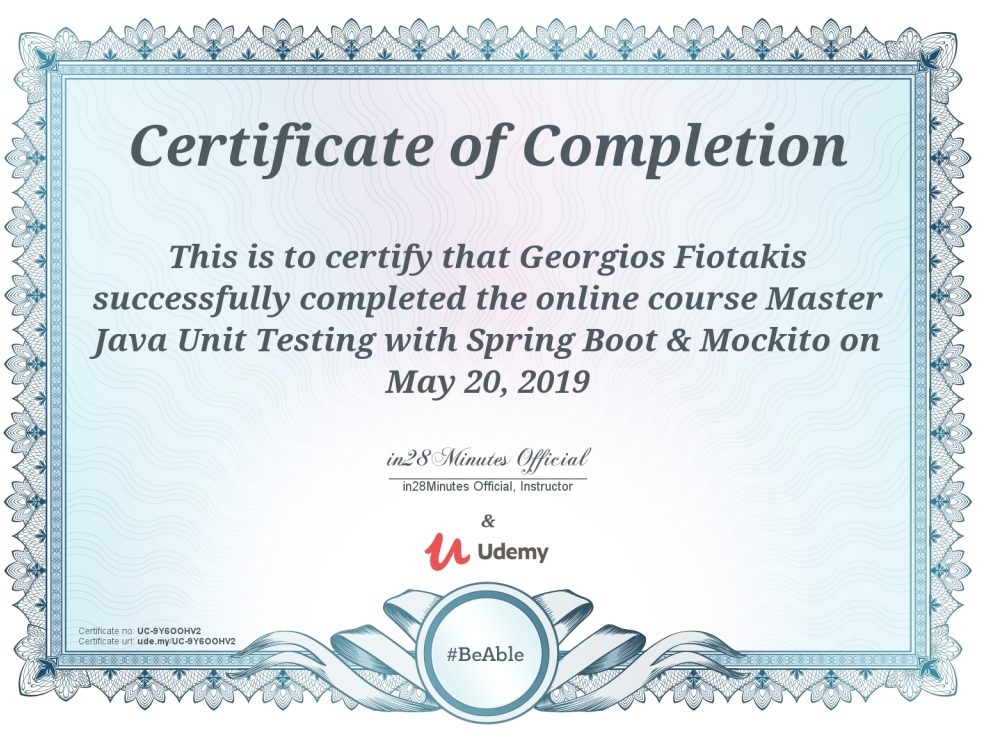 Certificate of Completion
This is to certify that Georgios Fiotakis
successfully completed the online course Master
Java Unit Testing with Spring Boot & Mockito on
May 20, 2019
in28Minutes Official
in28Minutes Official, Instructor
&
Udemy
Certificate no: UC-9Y6OOHV2
Certificate url: ude.my/UC-9Y6OOHV2
#BeAble